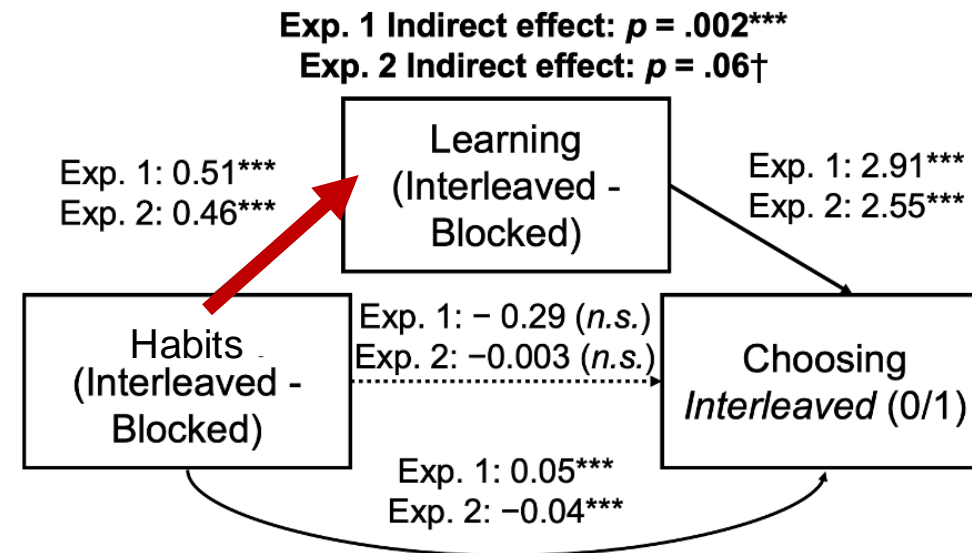 Exp. 1 Indirect effect: p = .002***
Exp. 2 Indirect effect: p = .06†
Learning
(Interleaved -
Blocked)
Exp. 1: 0.51***
Exp. 2: 0.46***
Exp. 1: 2.91***
Exp. 2: 2.55***
Habits
(Interleaved -
Blocked)
Exp. 1: − 0.29 (n.s.)
Exp. 2: −0.003 (n.s.)
Choosing
Interleaved (0/1)
Exp. 1: 0.05***
Exp. 2: −0.04***